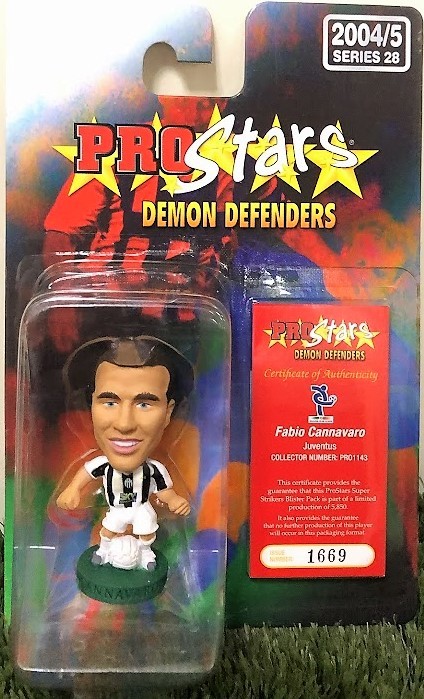 2004/5
SERIES 28
PROStars
DEMON DEFENDERS
PROStars
DEMON DEFENDERS
Certificate of Authenticity
Fabio Cannavaro
Juventus
COLLECTOR NUMBER: PRO1143
This certificate provides the
guarantee that this ProStars Super
Strikers Blister Pack is part of a limited
production of 5,850.
It also provides the guarantee
that no further production of this player
will occur in this packaging format.
ISSUE
NUMBER
1669
CANNAVARO